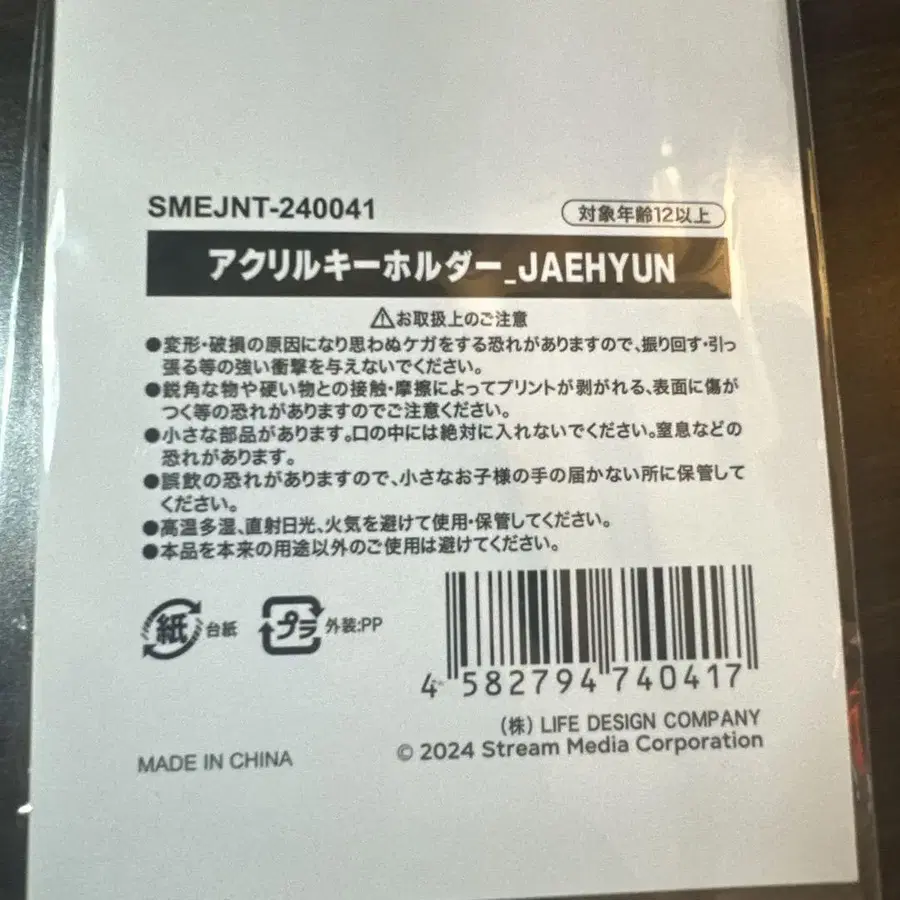 SMEJNT-240041
対象年齢12以上
アクリルキーホルダー_JAEHYUN
⚠お取扱上のご注意
●変形・破損の原因になり思わぬケガをする恐れがありますので、振り回す・引っ
張る等の強い衝撃を与えないでください。
●鋭角な物や硬い物との接触・摩擦によってプリントが剥がれる、表面に傷が
つく等の恐れがありますのでご注意ください。
●小さな部品があります。口の中には絶対に入れないでください。窒息などの
恐れがあります。
●誤飲の恐れがありますので、小さなお子様の手の届かない所に保管して
ください。
●高温多湿、直射日光、火気を避けて使用・保管してください。
●本品を本来の用途以外のご使用は避けてください。
紙 台紙 プラ 外装:PP
4 582794 740417
(株) LIFE DESIGN COMPANY
© 2024 Stream Media Corporation
MADE IN CHINA